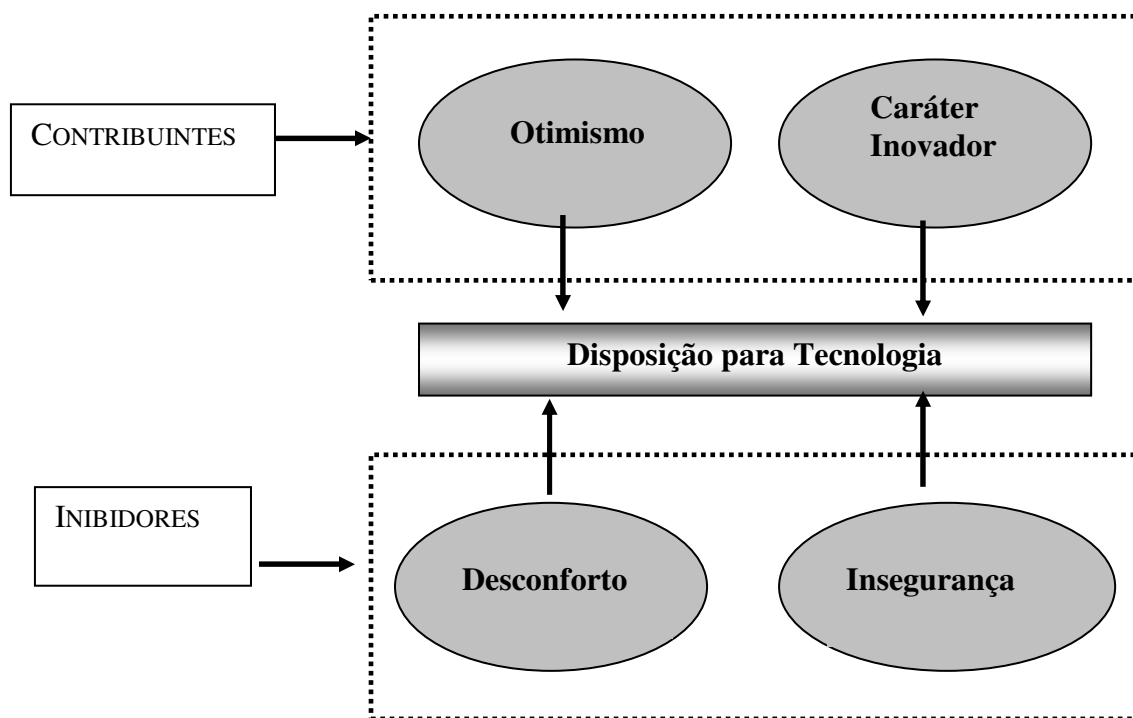 CONTRIBUINTES
Otimismo
Caráter
Inovador
Disposição para Tecnologia
INIBIDORES
Desconforto
Insegurança